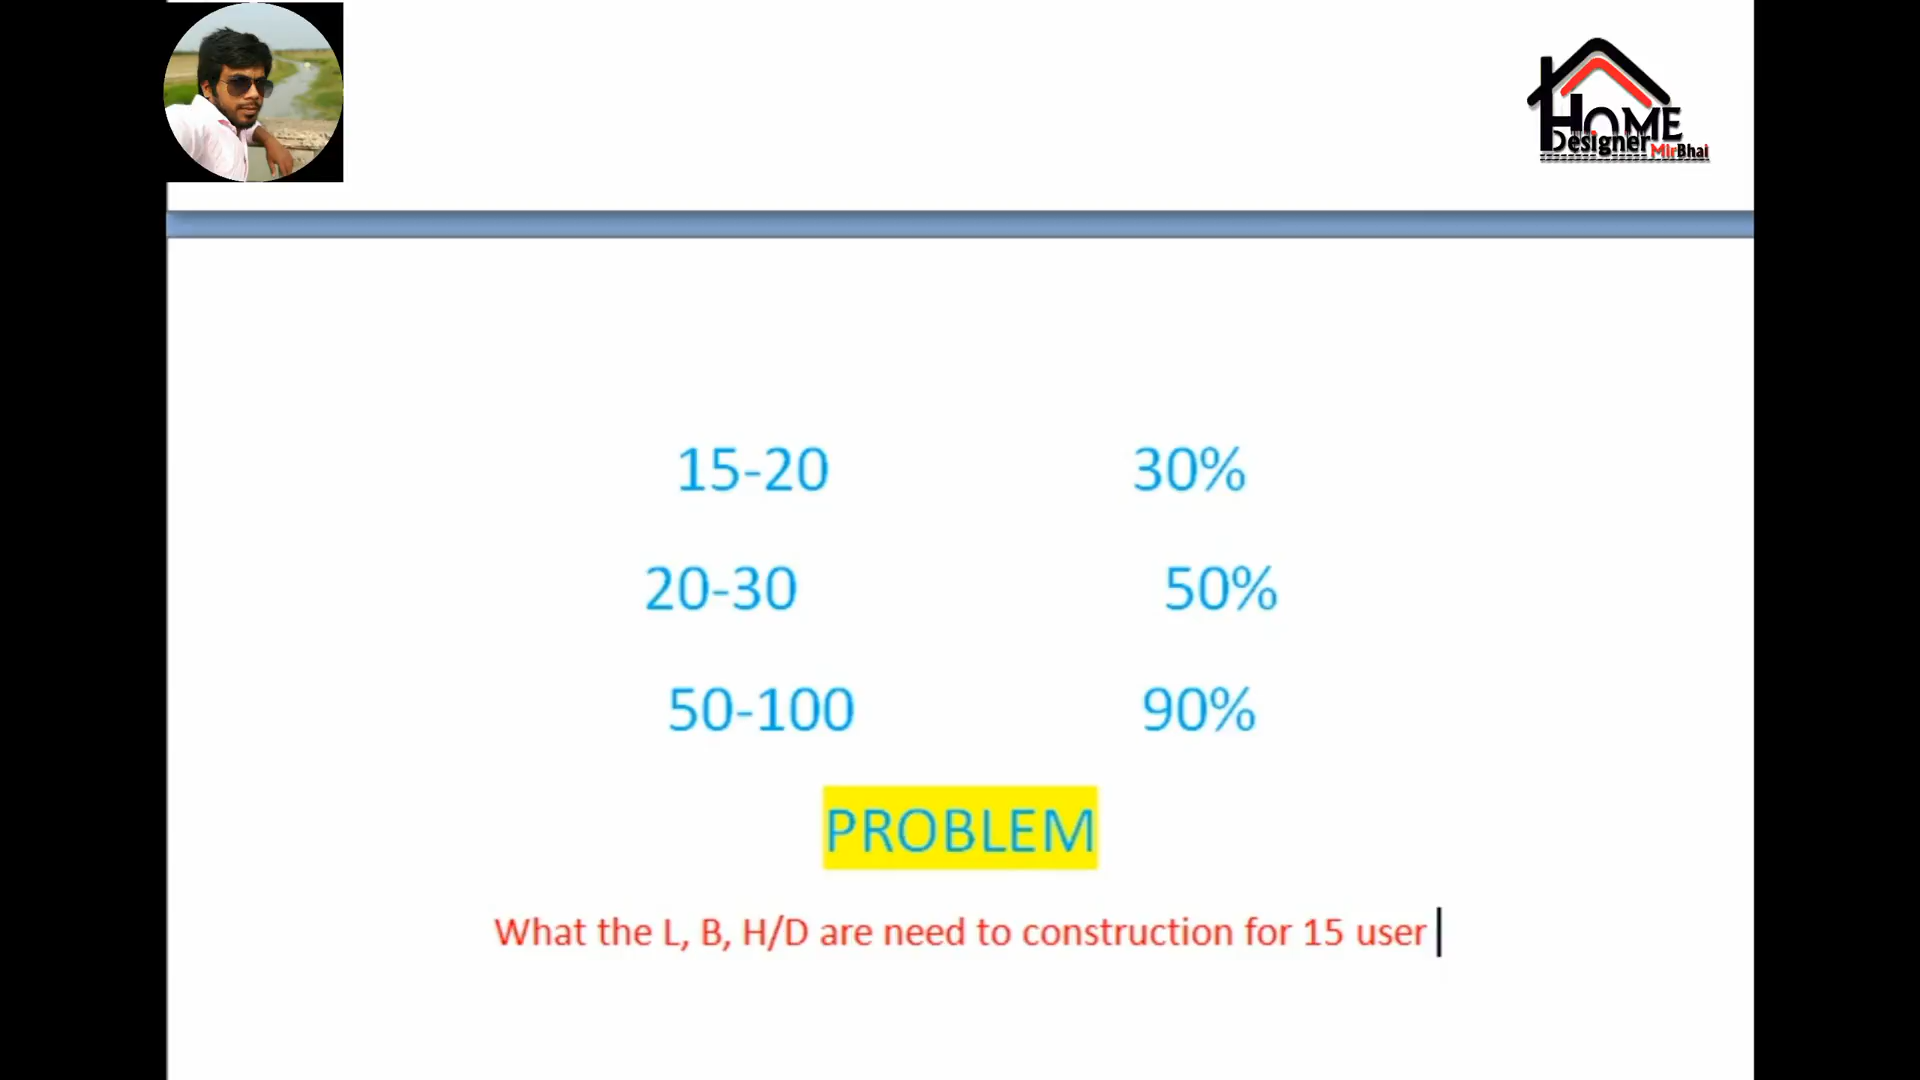 HOME
Designer
MirBhai
15-20 30%
20-30 50%
50-100 90%
PROBLEM
What the L, B, H/D are need to construction for 15 user